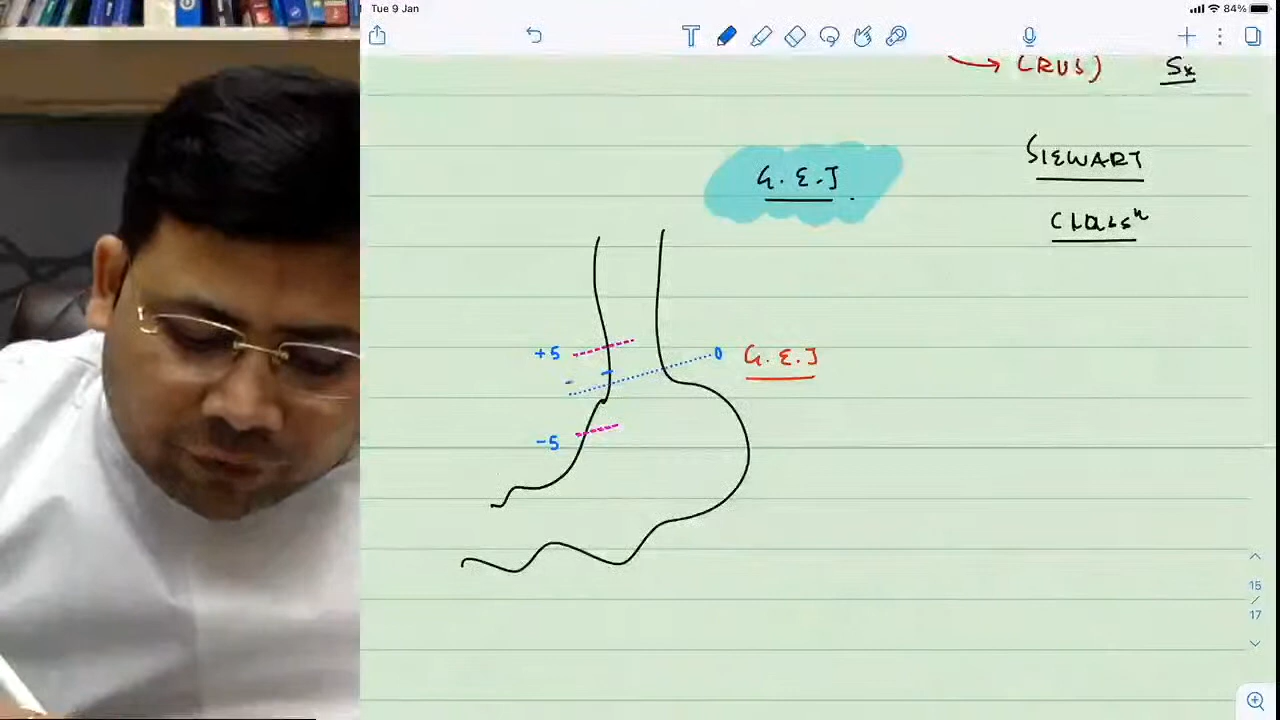 Tue 9 Jan
84%
T
(RUS)
Sx
G.E.J.
SIEWART
Classⁿ
+5
0
G.E.J
-5
15
17